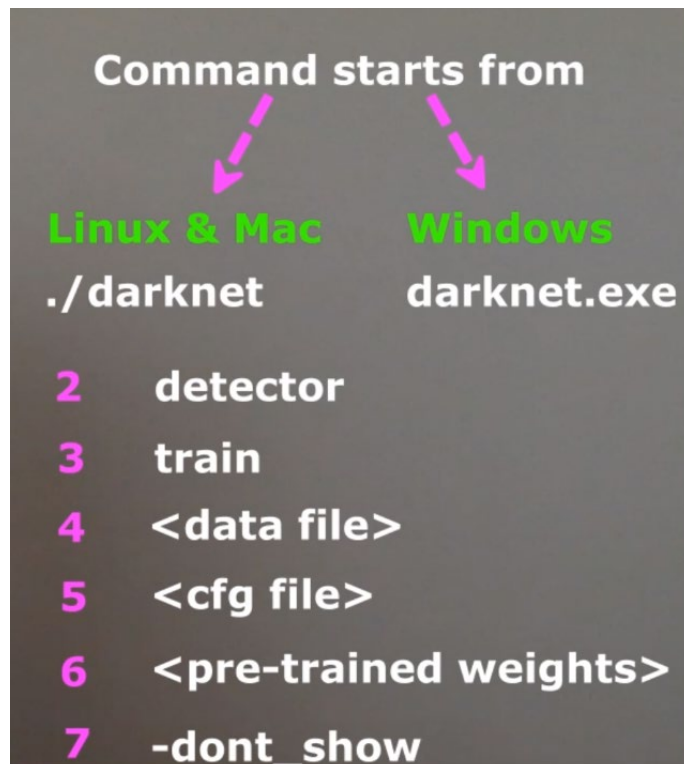 Command starts from
Linux & Mac Windows
./darknet darknet.exe
2 detector
3 train
4 <data file>
5 <cfg file>
6 <pre-trained weights>
7 -dont_show